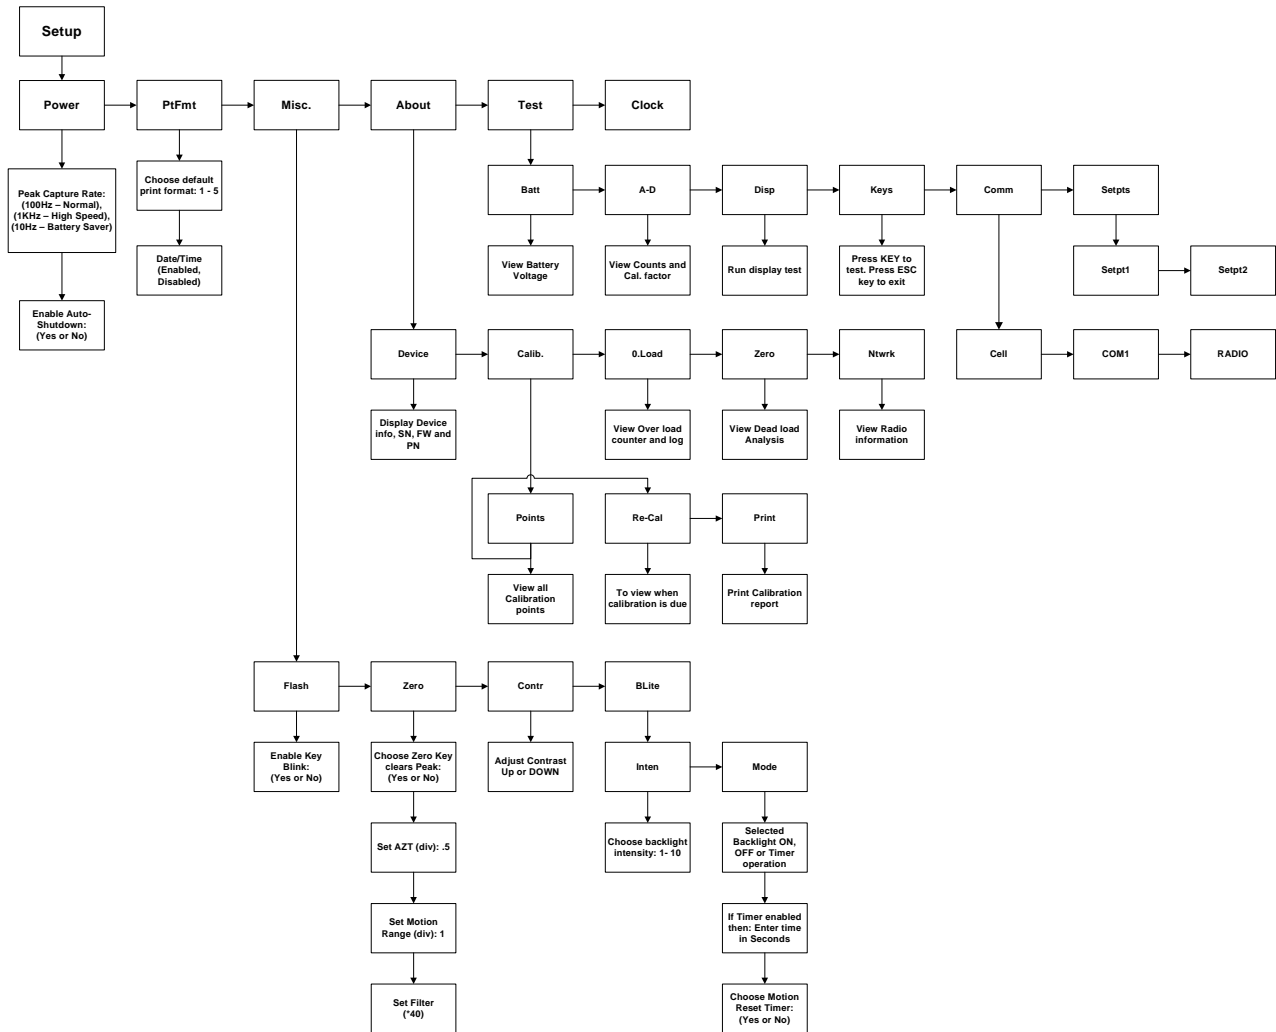 Setup
Power
PtFmt
Misc.
About
Test
Clock
Peak Capture Rate:
(100Hz – Normal),
(1KHz – High Speed),
(10Hz – Battery Saver)
Enable Auto-
Shutdown:
(Yes or No)
Choose default
print format: 1 - 5
Date/Time
(Enabled,
Disabled)
Batt
A-D
Disp
Keys
Comm
Setpts
View Battery
Voltage
View Counts and
Cal. factor
Run display test
Press KEY to
test. Press ESC
key to exit
Setpt1
Setpt2
Device
Calib.
0.Load
Zero
Ntwrk
Cell
COM1
RADIO
Display Device
info, SN, FW and
PN
View Over load
counter and log
View Dead load
Analysis
View Radio
information
Points
Re-Cal
Print
View all
Calibration
points
To view when
calibration is due
Print Calibration
report
Flash
Zero
Contr
BLite
Enable Key
Blink:
(Yes or No)
Choose Zero Key
clears Peak:
(Yes or No)
Adjust Contrast
Up or DOWN
Inten
Mode
Set AZT (div): .5
Choose backlight
intensity: 1- 10
Selected
Backlight ON,
OFF or Timer
operation
Set Motion
Range (div): 1
If Timer enabled
then: Enter time
in Seconds
Set Filter
(*40)
Choose Motion
Reset Timer:
(Yes or No)